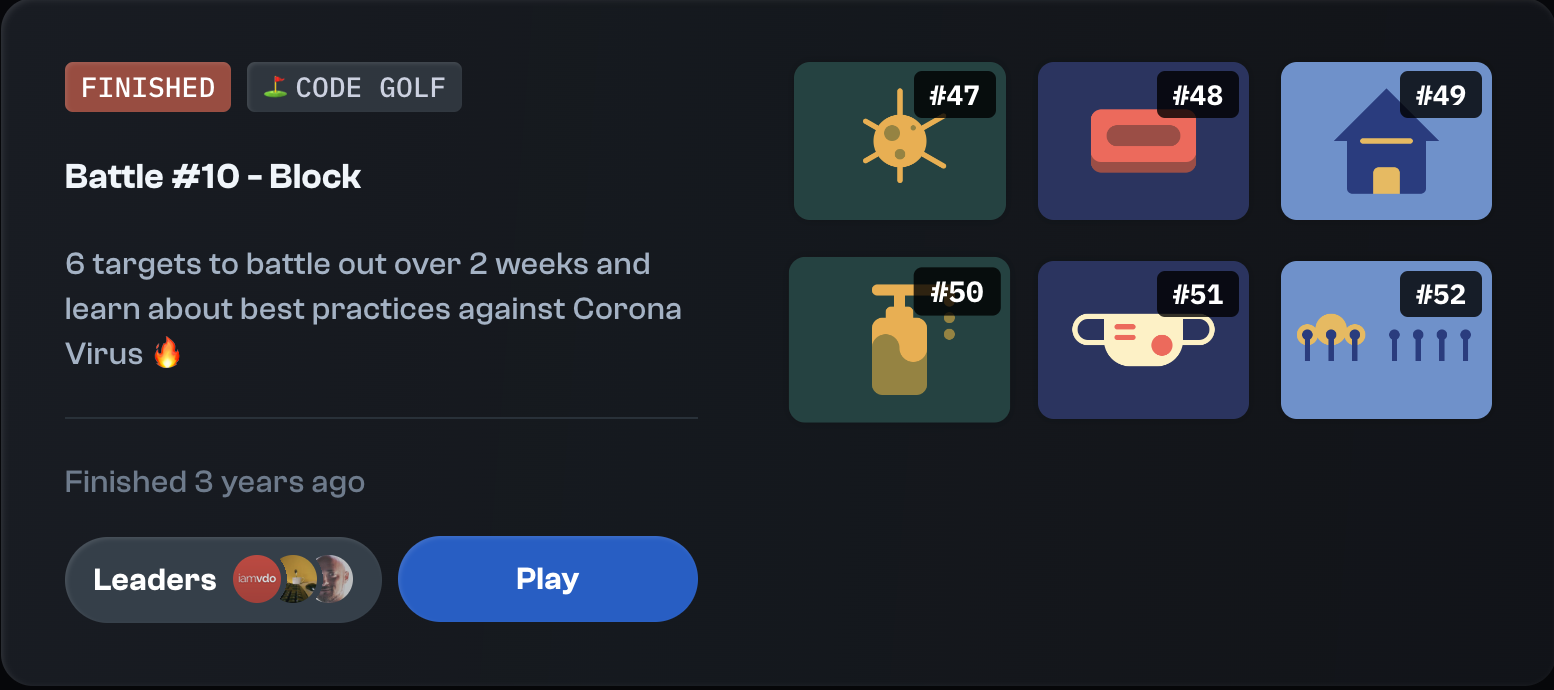 FINISHED
CODE GOLF
Battle #10 - Block
6 targets to battle out over 2 weeks and
learn about best practices against Corona
Virus 🔥
Finished 3 years ago
Leaders
iamvdo
Play
#47
#48
#49
#50
#51
#52